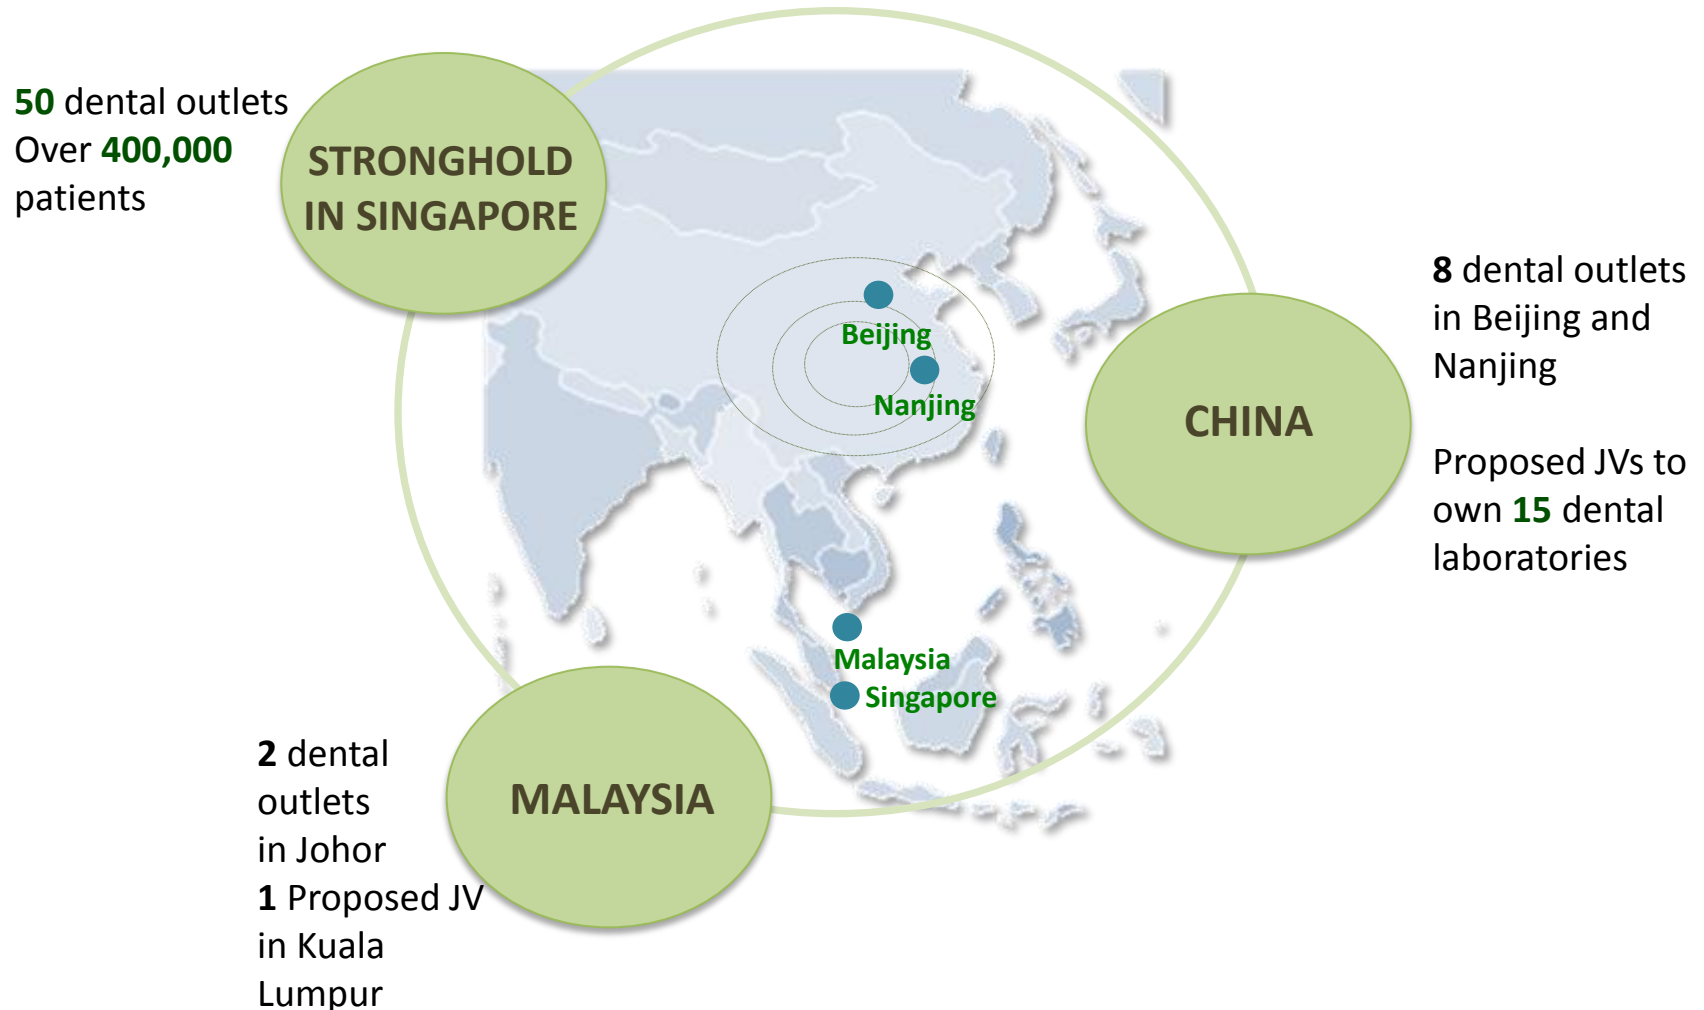 50 dental outlets
Over 400,000
patients
STRONGHOLD
IN SINGAPORE
8 dental outlets
in Beijing and
Nanjing
Proposed JVs to
own 15 dental
laboratories
CHINA
Beijing
Nanjing
Malaysia
Singapore
2 dental
outlets
in Johor
1 Proposed JV
in Kuala
Lumpur
MALAYSIA